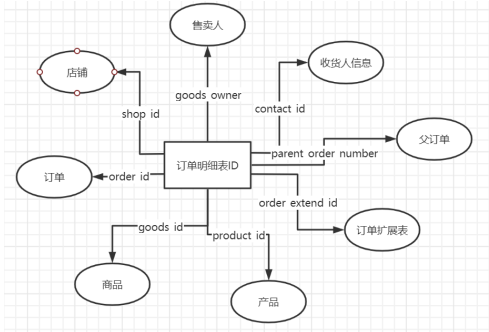 售卖人
店铺
收货人信息
goods owner
shop id
contact id
父订单
parent order number
订单明细表ID
订单
order id
order extend id
goods id
product id
订单扩展表
商品
产品